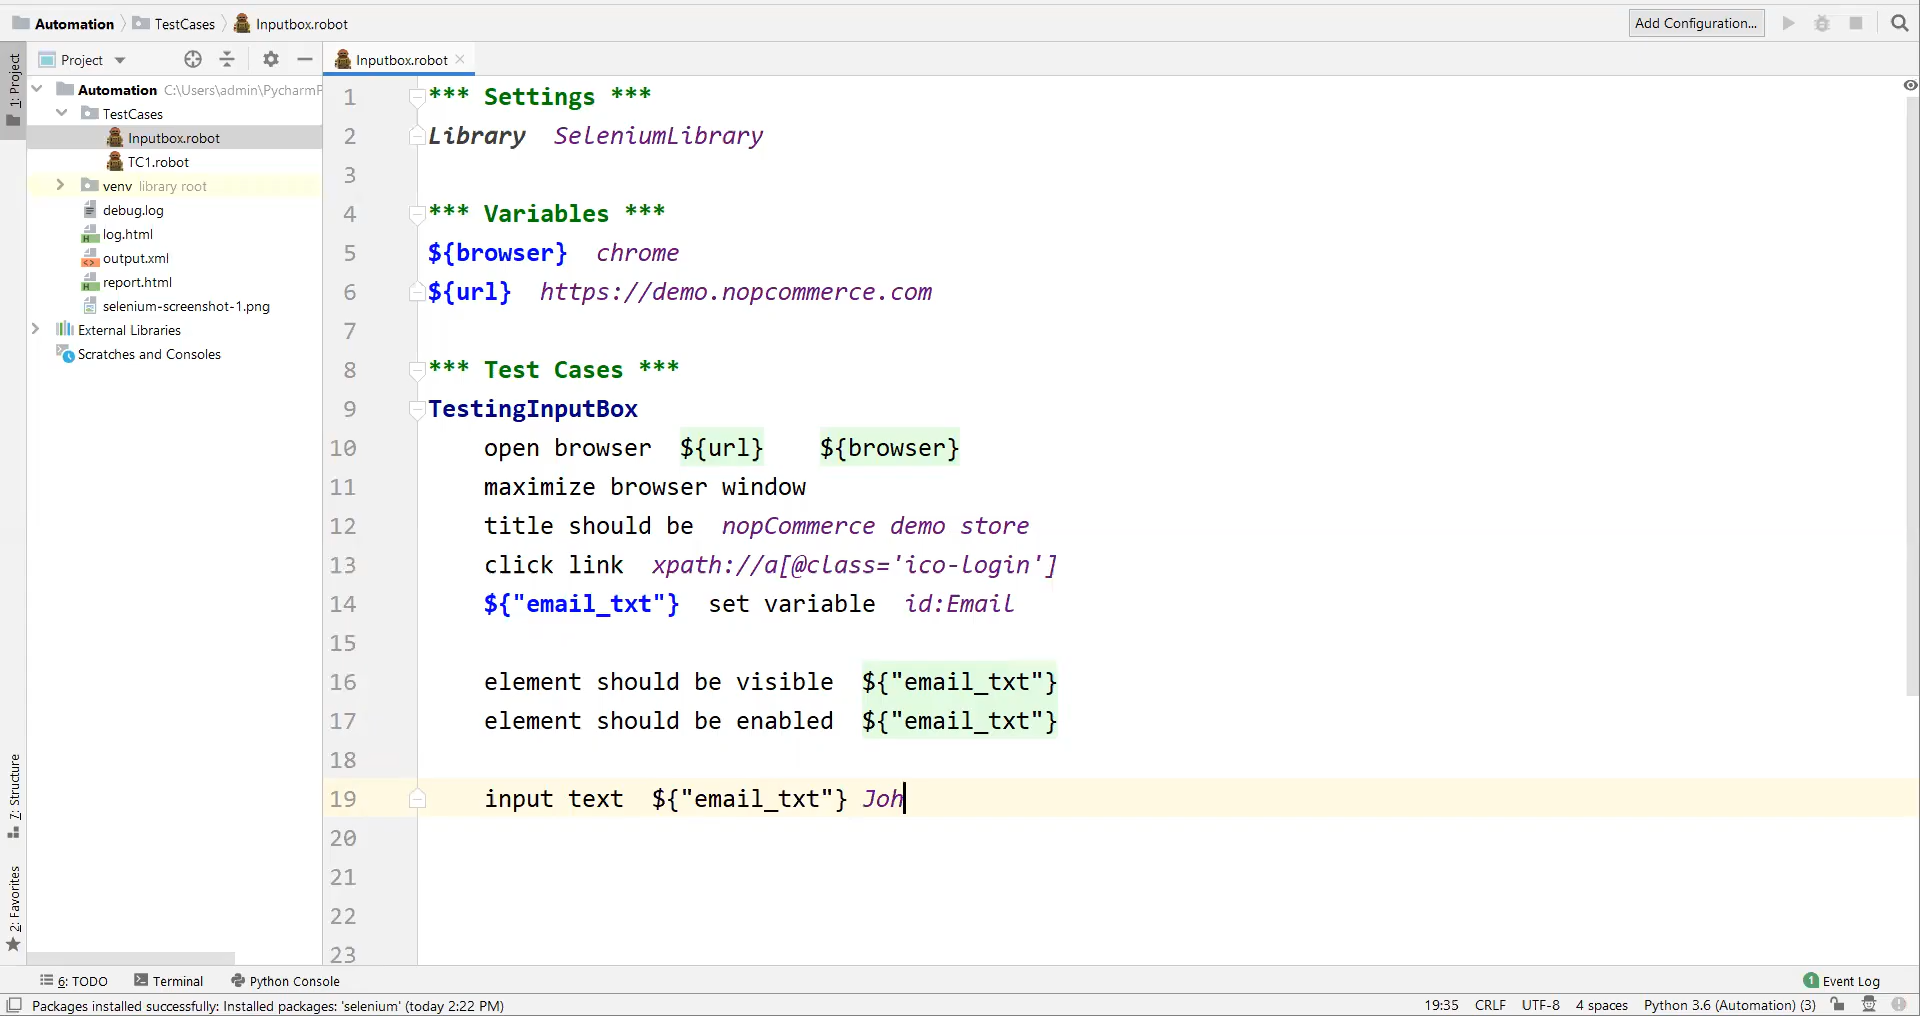 Automation TestCases Inputbox.robot Add Configuration...
1: Project
Project
Inputbox.robot
Automation C:\Users\admin\PycharmP
TestCases
Inputbox.robot
TC1.robot
venv library root
debug.log
log.html
output.xml
report.html
selenium-screenshot-1.png
External Libraries
Scratches and Consoles
7: Structure
2: Favorites
1 *** Settings ***
2 Library SeleniumLibrary
3
4 *** Variables ***
5 ${browser} chrome
6 ${url} https://demo.nopcommerce.com
7
8 *** Test Cases ***
9 TestingInputBox
10 open browser ${url} ${browser}
11 maximize browser window
12 title should be nopCommerce demo store
13 click link xpath://a[@class='ico-login']
14 ${"email_txt"} set variable id:Email
15
16 element should be visible ${"email_txt"}
17 element should be enabled ${"email_txt"}
18
19 input text ${"email_txt"} Joh
20
21
22
23
6: TODO Terminal Python Console 1 Event Log
Packages installed successfully: Installed packages: 'selenium' (today 2:22 PM) 19:35 CRLF UTF-8 4 spaces Python 3.6 (Automation) (3)